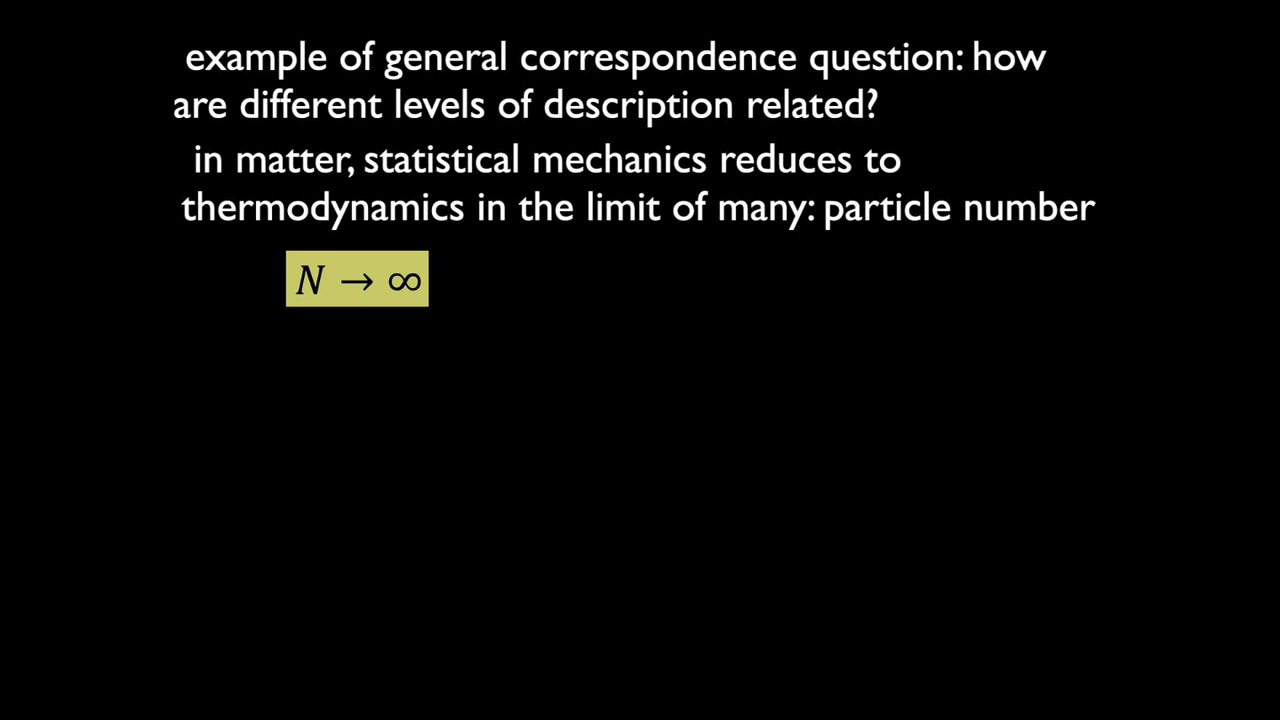 example of general correspondence question: how
are different levels of description related?
in matter, statistical mechanics reduces to
thermodynamics in the limit of many: particle number
N → ∞